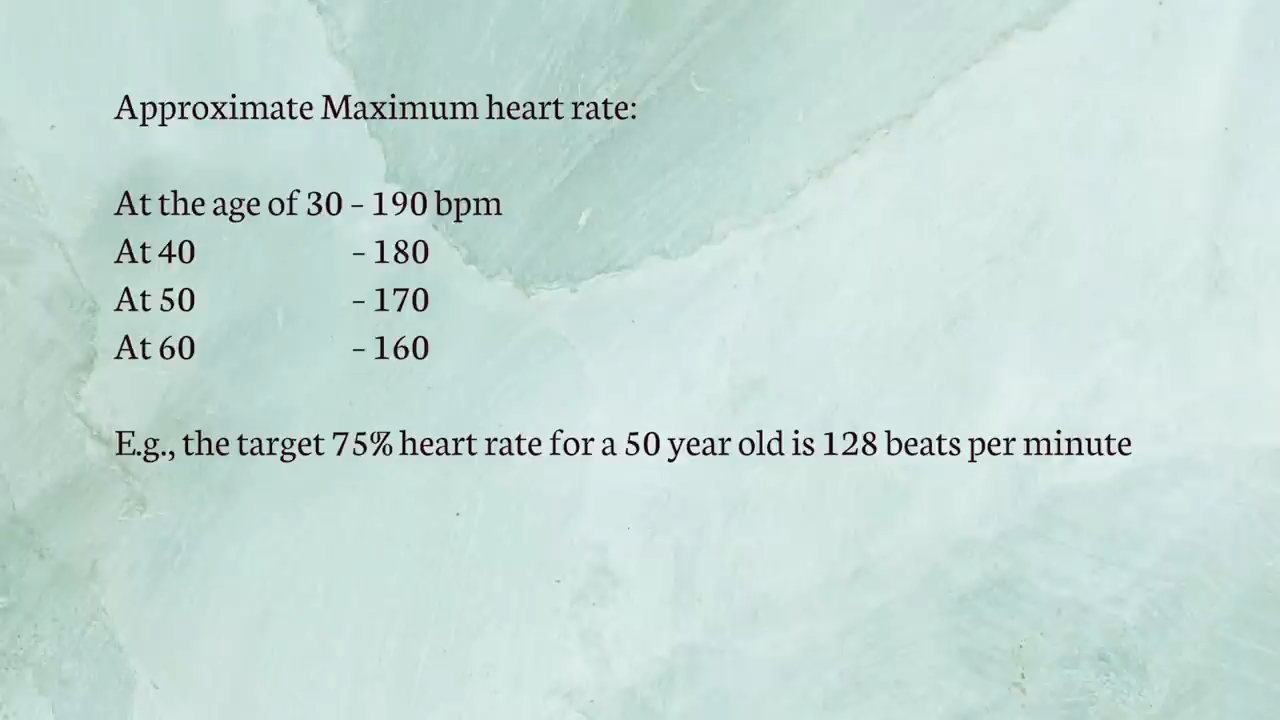 Approximate Maximum heart rate:
At the age of 30 – 190 bpm
At 40 – 180
At 50 – 170
At 60 – 160
E.g., the target 75% heart rate for a 50 year old is 128 beats per minute